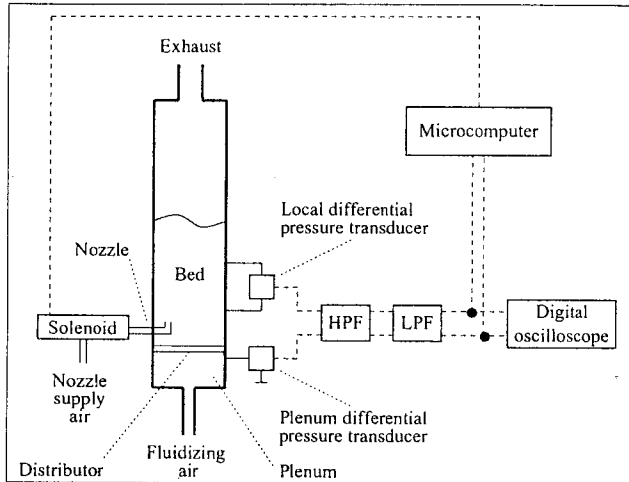 Exhaust
Microcomputer
Local differential
pressure transducer
Nozzle
Bed
Solenoid
HPF
LPF
Digital
oscilloscope
Nozzle
supply
air
Plenum differential
pressure transducer
Distributor
Fluidizing
air
Plenum